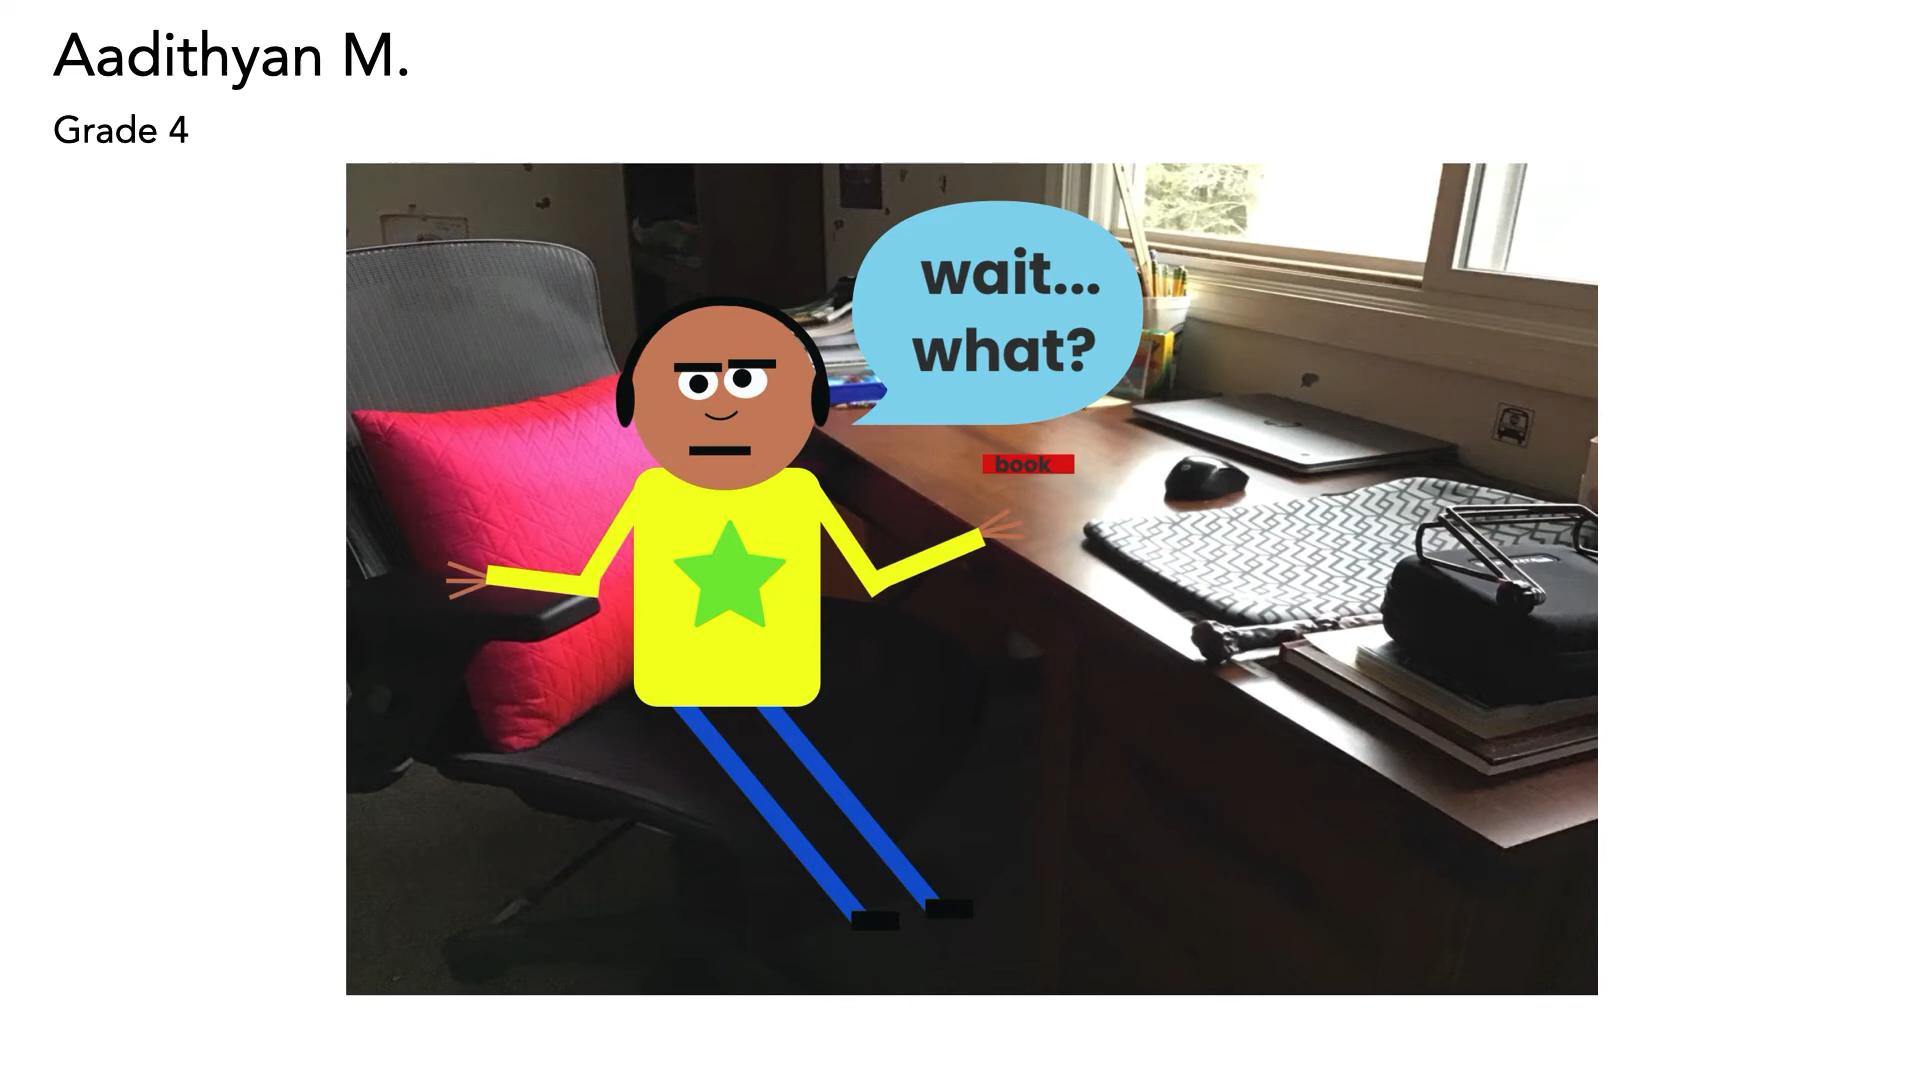 Aadithyan M.
Grade 4
wait...
what?
book